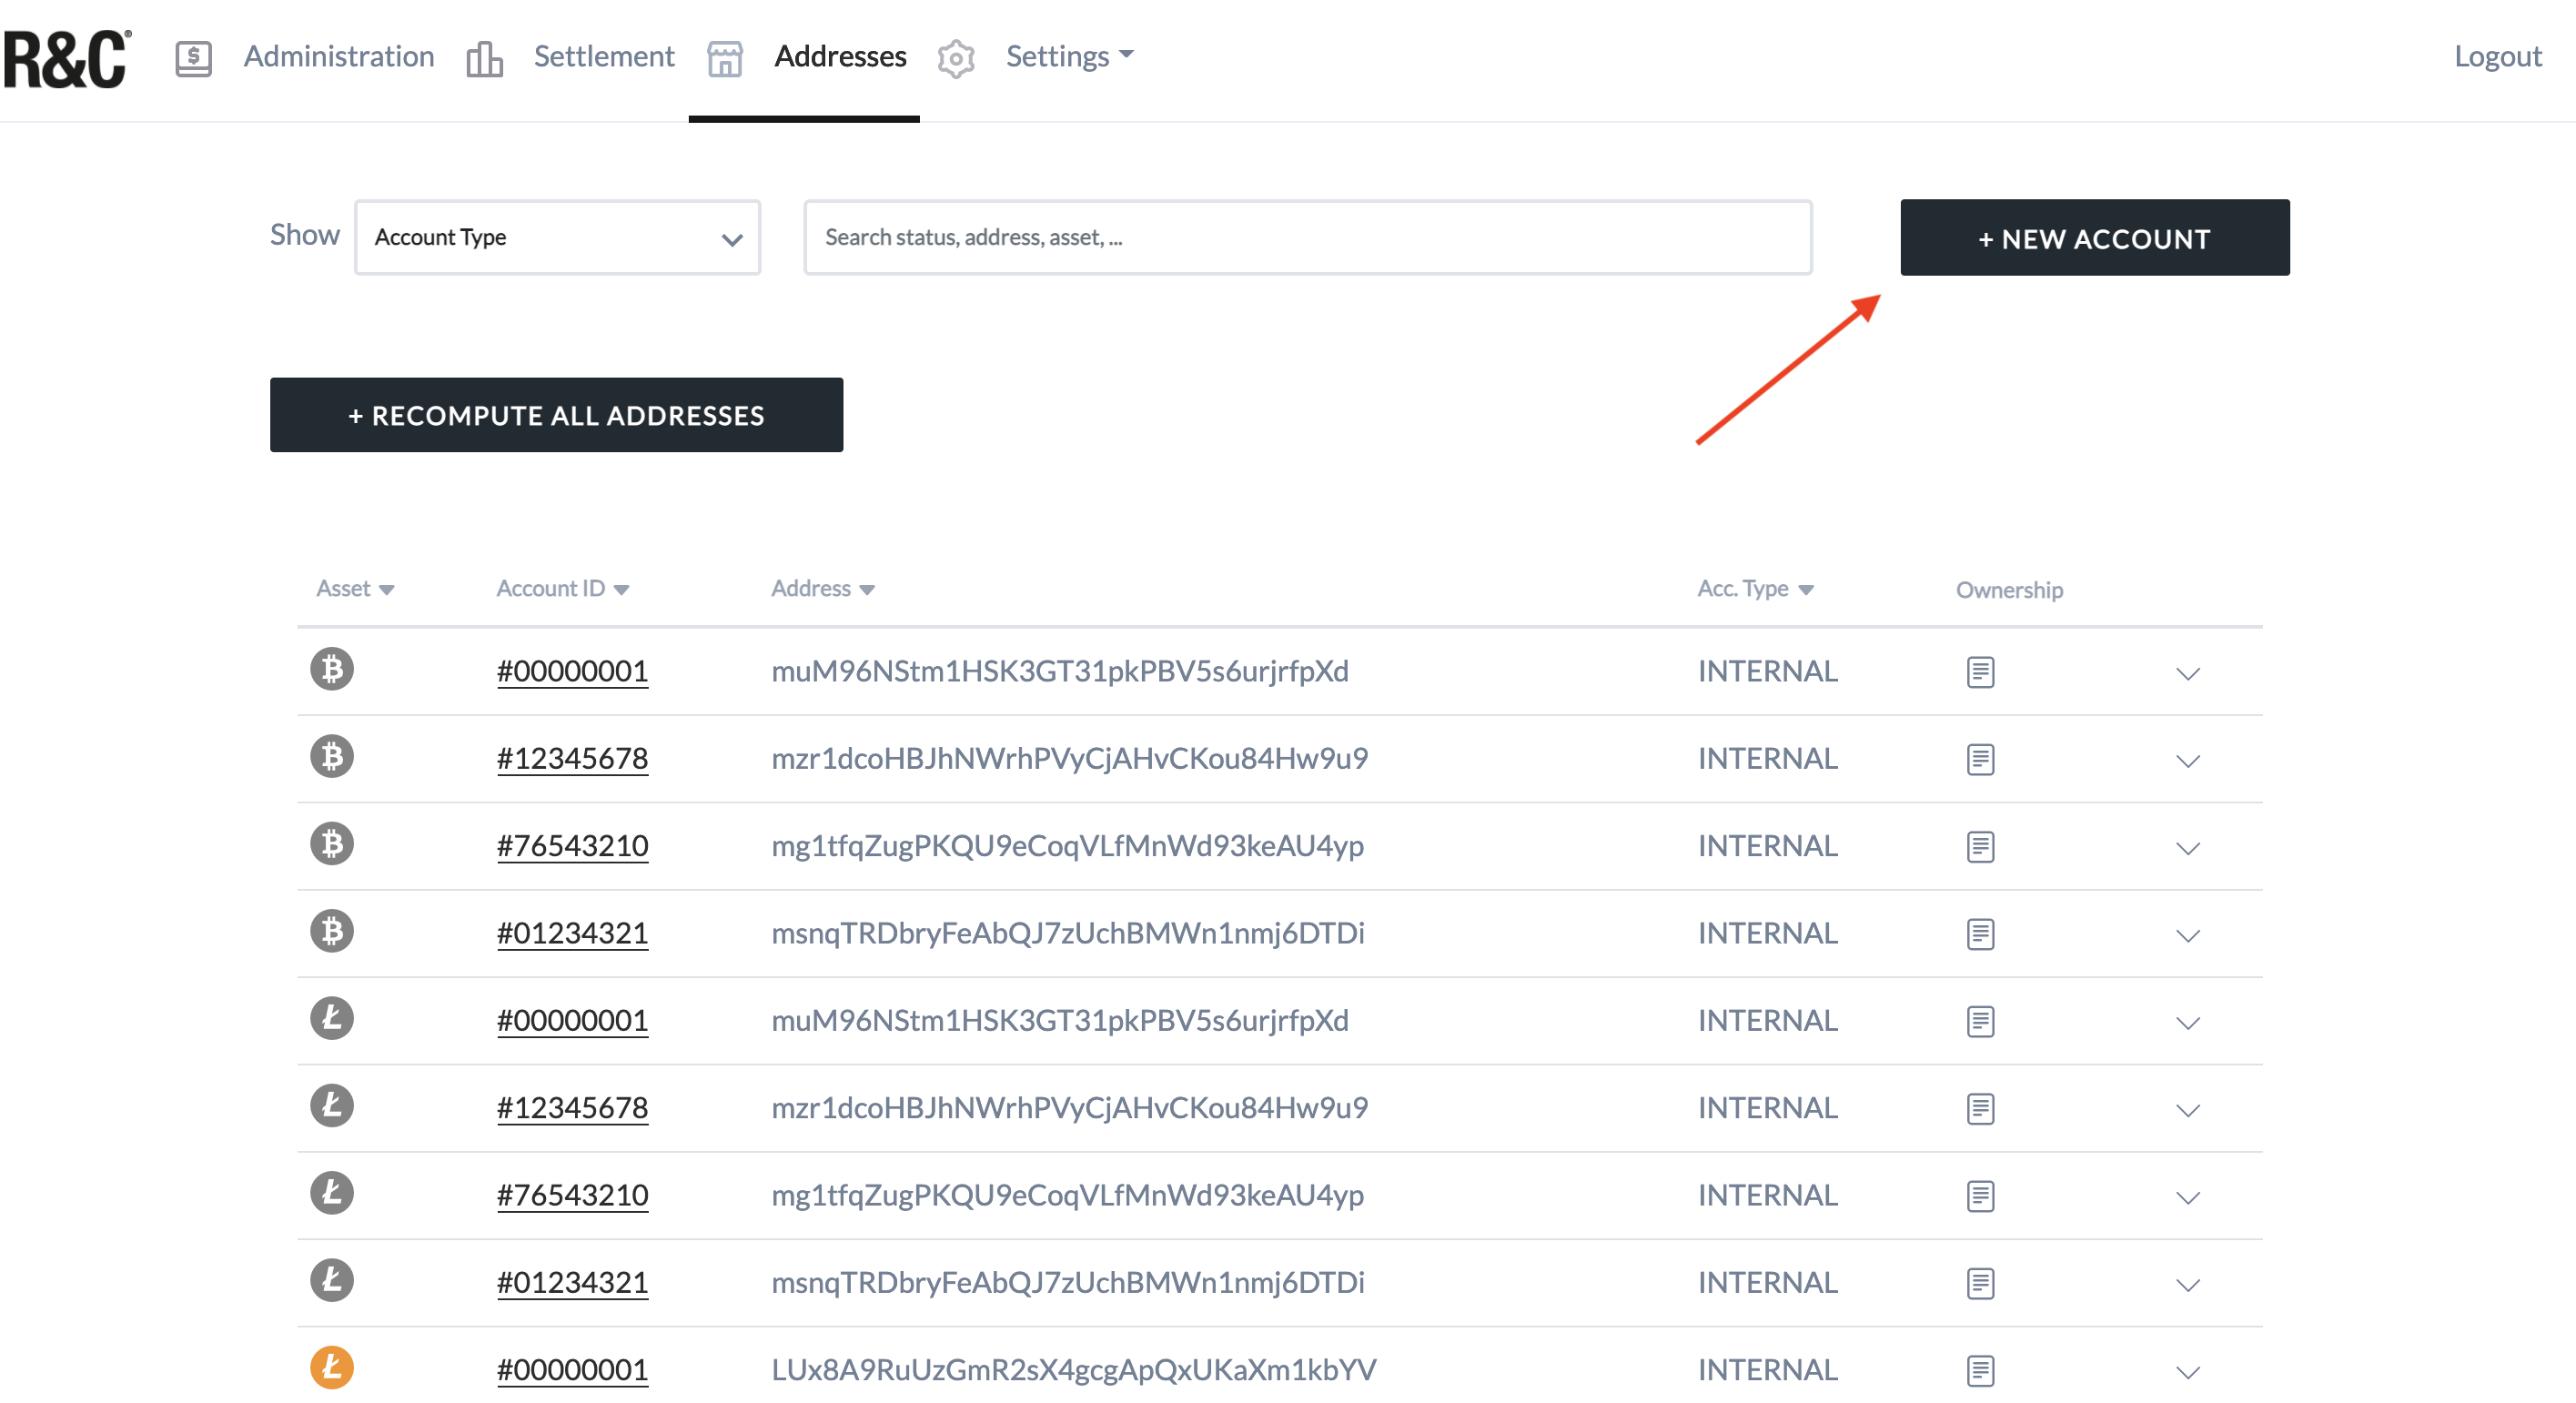 R&C® Administration Settlement Addresses Settings Logout
Show Account Type Search status, address, asset, ... + NEW ACCOUNT
+ RECOMPUTE ALL ADDRESSES
Asset Account ID Address Acc. Type Ownership
#00000001 muM96NStm1HSK3GT31pkPBV5s6urjrfpXd INTERNAL
#12345678 mzr1dcoHBJhNWrhPVyCjAHvCKou84Hw9u9 INTERNAL
#76543210 mg1tfqZugPKQU9eCoqVLfMnWd93keAU4yp INTERNAL
#01234321 msnqTRDbryFeAbQJ7zUchBMWn1nmj6DTDi INTERNAL
#00000001 muM96NStm1HSK3GT31pkPBV5s6urjrfpXd INTERNAL
#12345678 mzr1dcoHBJhNWrhPVyCjAHvCKou84Hw9u9 INTERNAL
#76543210 mg1tfqZugPKQU9eCoqVLfMnWd93keAU4yp INTERNAL
#01234321 msnqTRDbryFeAbQJ7zUchBMWn1nmj6DTDi INTERNAL
#00000001 LUx8A9RuUzGmR2sX4gcgApQxUKaXm1kbYV INTERNAL